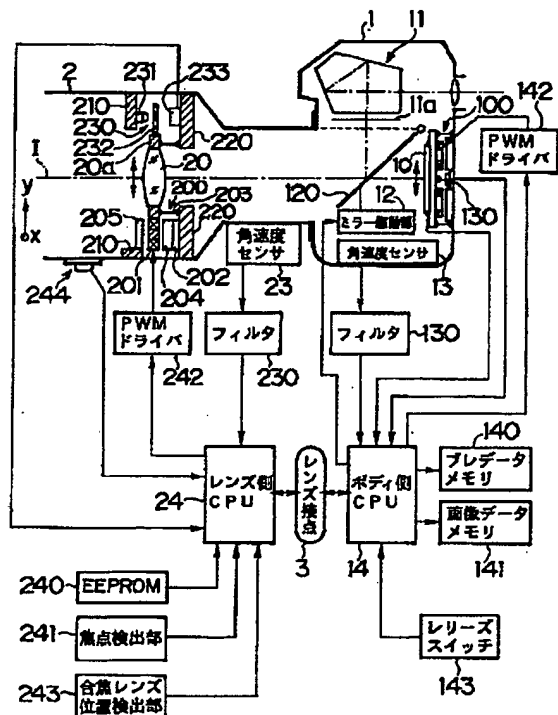 1
11
2
210
231
233
230
232
20a
11a
100
142
PWM
ドライバ
I
20
10
y
x
200
203
120
12
ミラー駆動部
130
205
210
220
角速度
センサ
角速度センサ
244
201
204
202
23
13
PWM
ドライバ
242
フィルタ
230
フィルタ
130
レンズ側
CPU
24
レンズ接点
3
ボディ側
CPU
14
140
ブレデータ
メモリ
画像データ
メモリ
141
240
EEPROM
241
焦点検出部
243
合焦レンズ
位置検出部
レリーズ
スイッチ
143
220